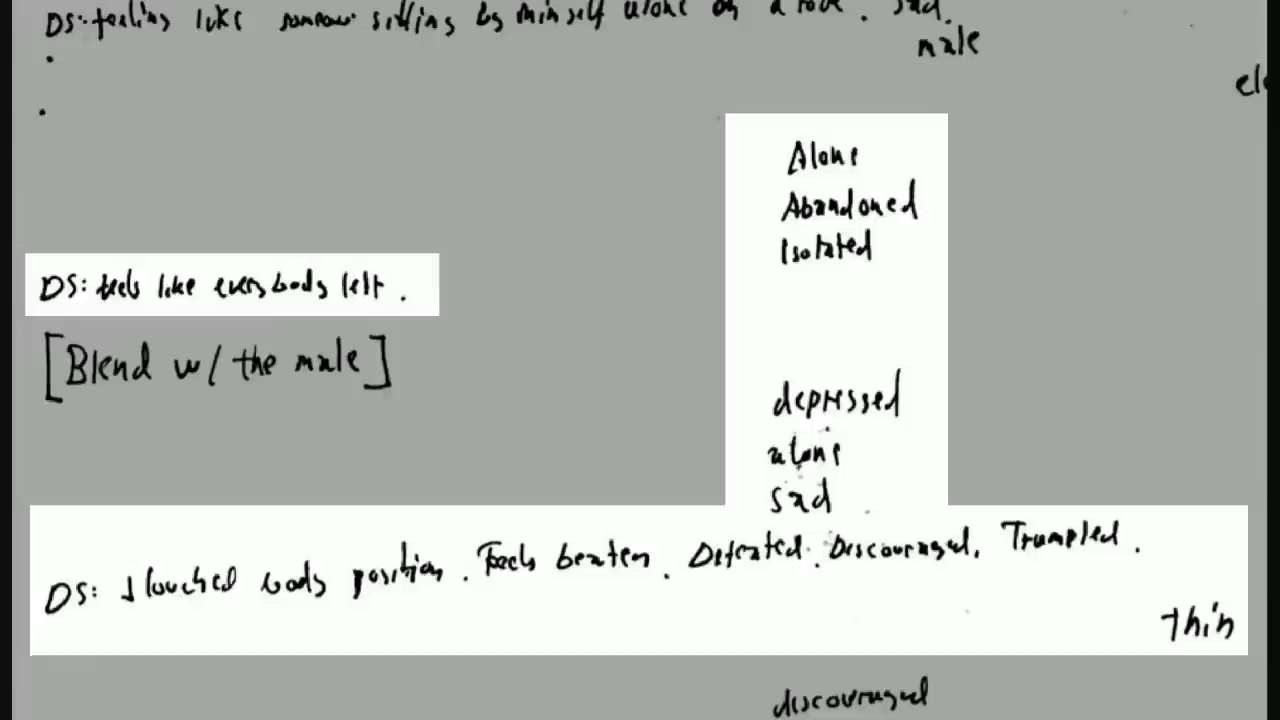 DS: feeling like someone sitting by himself alone on a rock. Sad.
male
Alone
Abandoned
Isolated
DS: feels like everybody left.
[Blend w/ the male]
depressed
alone
sad
DS: slouched body position. Feels beaten. Defeated. Discouraged. Trampled.
thin
discouraged